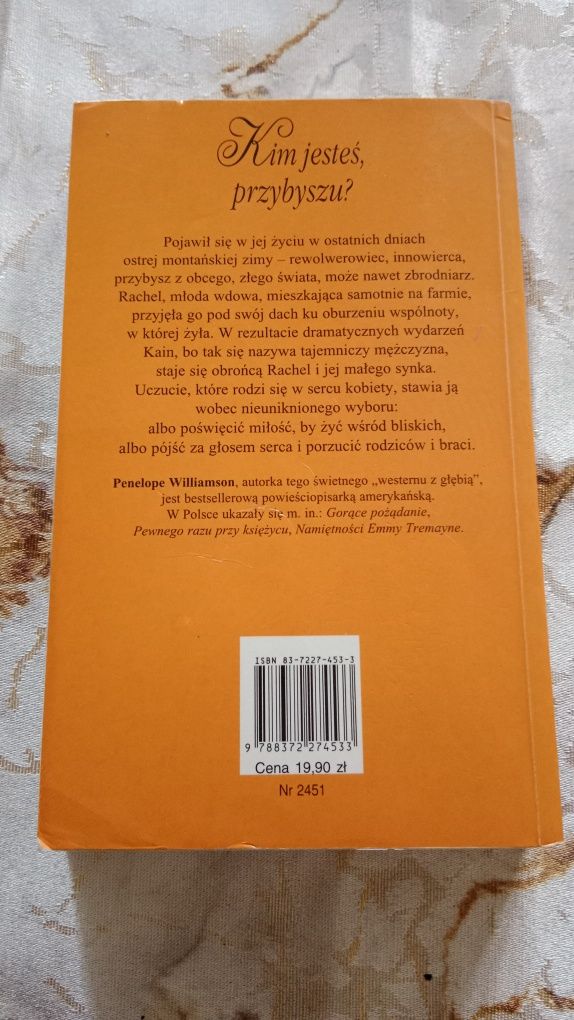 Kim jesteś,
przybyszu?
Pojawił się w jej życiu w ostatnich dniach
ostrej montańskiej zimy – rewolwerowiec, innowierca,
przybysz z obcego, złego świata, może nawet zbrodniarz.
Rachel, młoda wdowa, mieszkająca samotnie na farmie,
przyjęła go pod swój dach ku oburzeniu wspólnoty,
w której żyła. W rezultacie dramatycznych wydarzeń
Kain, bo tak się nazywa tajemniczy mężczyzna,
staje się obrońcą Rachel i jej małego synka.
Uczucie, które rodzi się w sercu kobiety, stawia ją
wobec nieuniknionego wyboru:
albo poświęcić miłość, by żyć wśród bliskich,
albo pójść za głosem serca i porzucić rodziców i braci.
Penelope Williamson, autorka tego świetnego „westernu z głębią”,
jest bestsellerową powieściopisarką amerykańską.
W Polsce ukazały się m. in.: Gorące pożądanie,
Pewnego razu przy księżycu, Namiętności Emmy Tremayne.
ISBN 83-7227-453-3
9 788372 274533
Cena 19,90 zł
Nr 2451